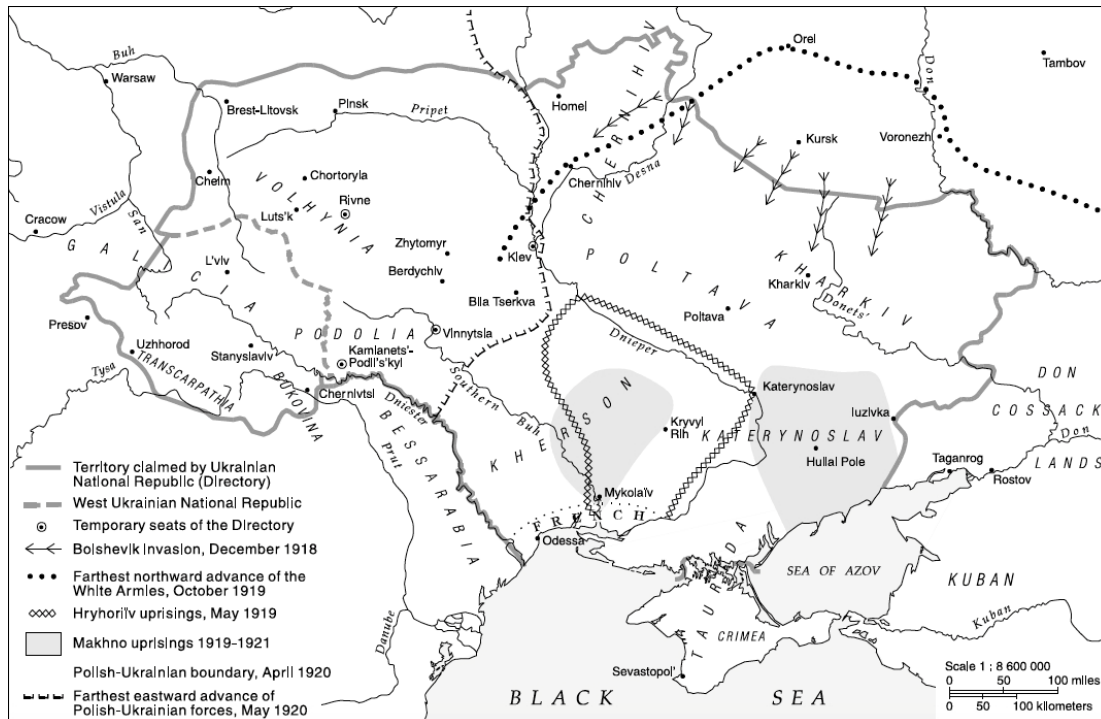 Buh
Warsaw
Brest-Litovsk
Pinsk
Pripet
Homel
CHERNIHIV
Orel
Don
Tambov
Kursk
Voronezh
Chelm
Chortoryia
VOLHYNIA
Rivne
Luts'k
Chernihiv
Desna
Vistula
San
Cracow
GALICIA
L'viv
Zhytomyr
Berdychiv
Kiev
Bila Tserkva
POLTAVA
KHARKIV
Kharkiv
Donets'
Poltava
Presov
Uzhhorod
TRANSCARPATHIA
Tysa
Stanyslaviv
PODOLIA
Vinnytsia
Kamianets'-
Podil's'kyi
Chernivtsi
BUKOVINA
Dniester
Southern
Buh
Dnieper
Katerynoslav
BESSARABIA
Prut
KHERSON
Kryvyi
Rih
KATERYNOSLAV
Iuzivka
Huliai Pole
DON
COSSACK
Don
LANDS
Taganrog
Rostov
Mykolaïv
FRENCH
Odessa
TAURIDA
SEA OF AZOV
KUBAN
Kuban
CRIMEA
Sevastopol'
Danube
BLACK SEA
Territory claimed by Ukrainian
National Republic (Directory)
West Ukrainian National Republic
Temporary seats of the Directory
Bolshevik Invasion, December 1918
Farthest northward advance of the
White Armies, October 1919
Hryhoriïv uprisings, May 1919
Makhno uprisings 1919-1921
Polish-Ukrainian boundary, April 1920
Farthest eastward advance of
Polish-Ukrainian forces, May 1920
Scale 1 : 8 600 000
0 50 100 miles
0 50 100 kilometers